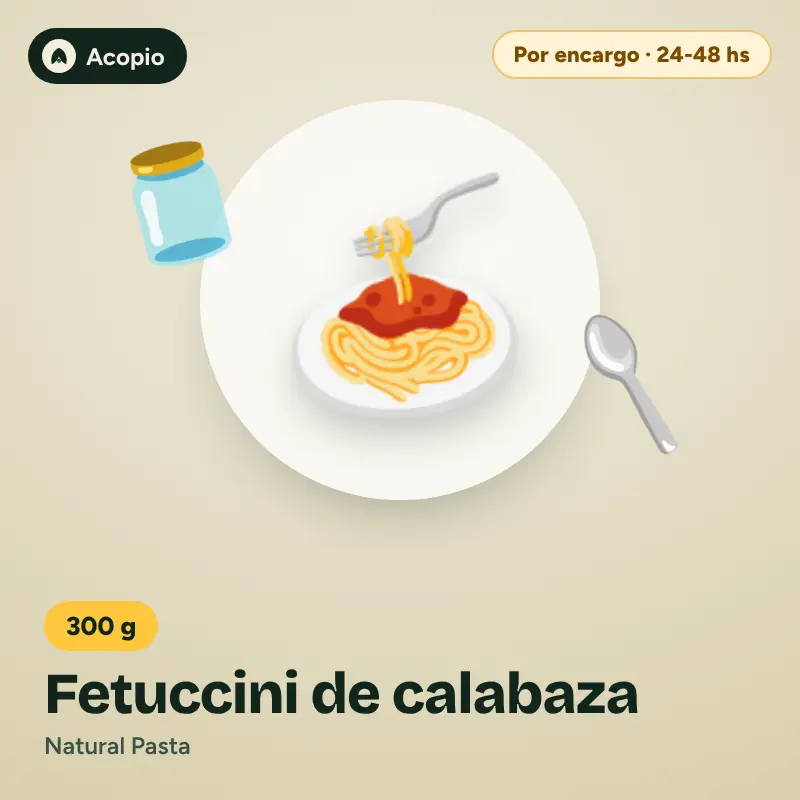 Acopio
Por encargo · 24-48 hs
300 g
Fetuccini de calabaza
Natural Pasta